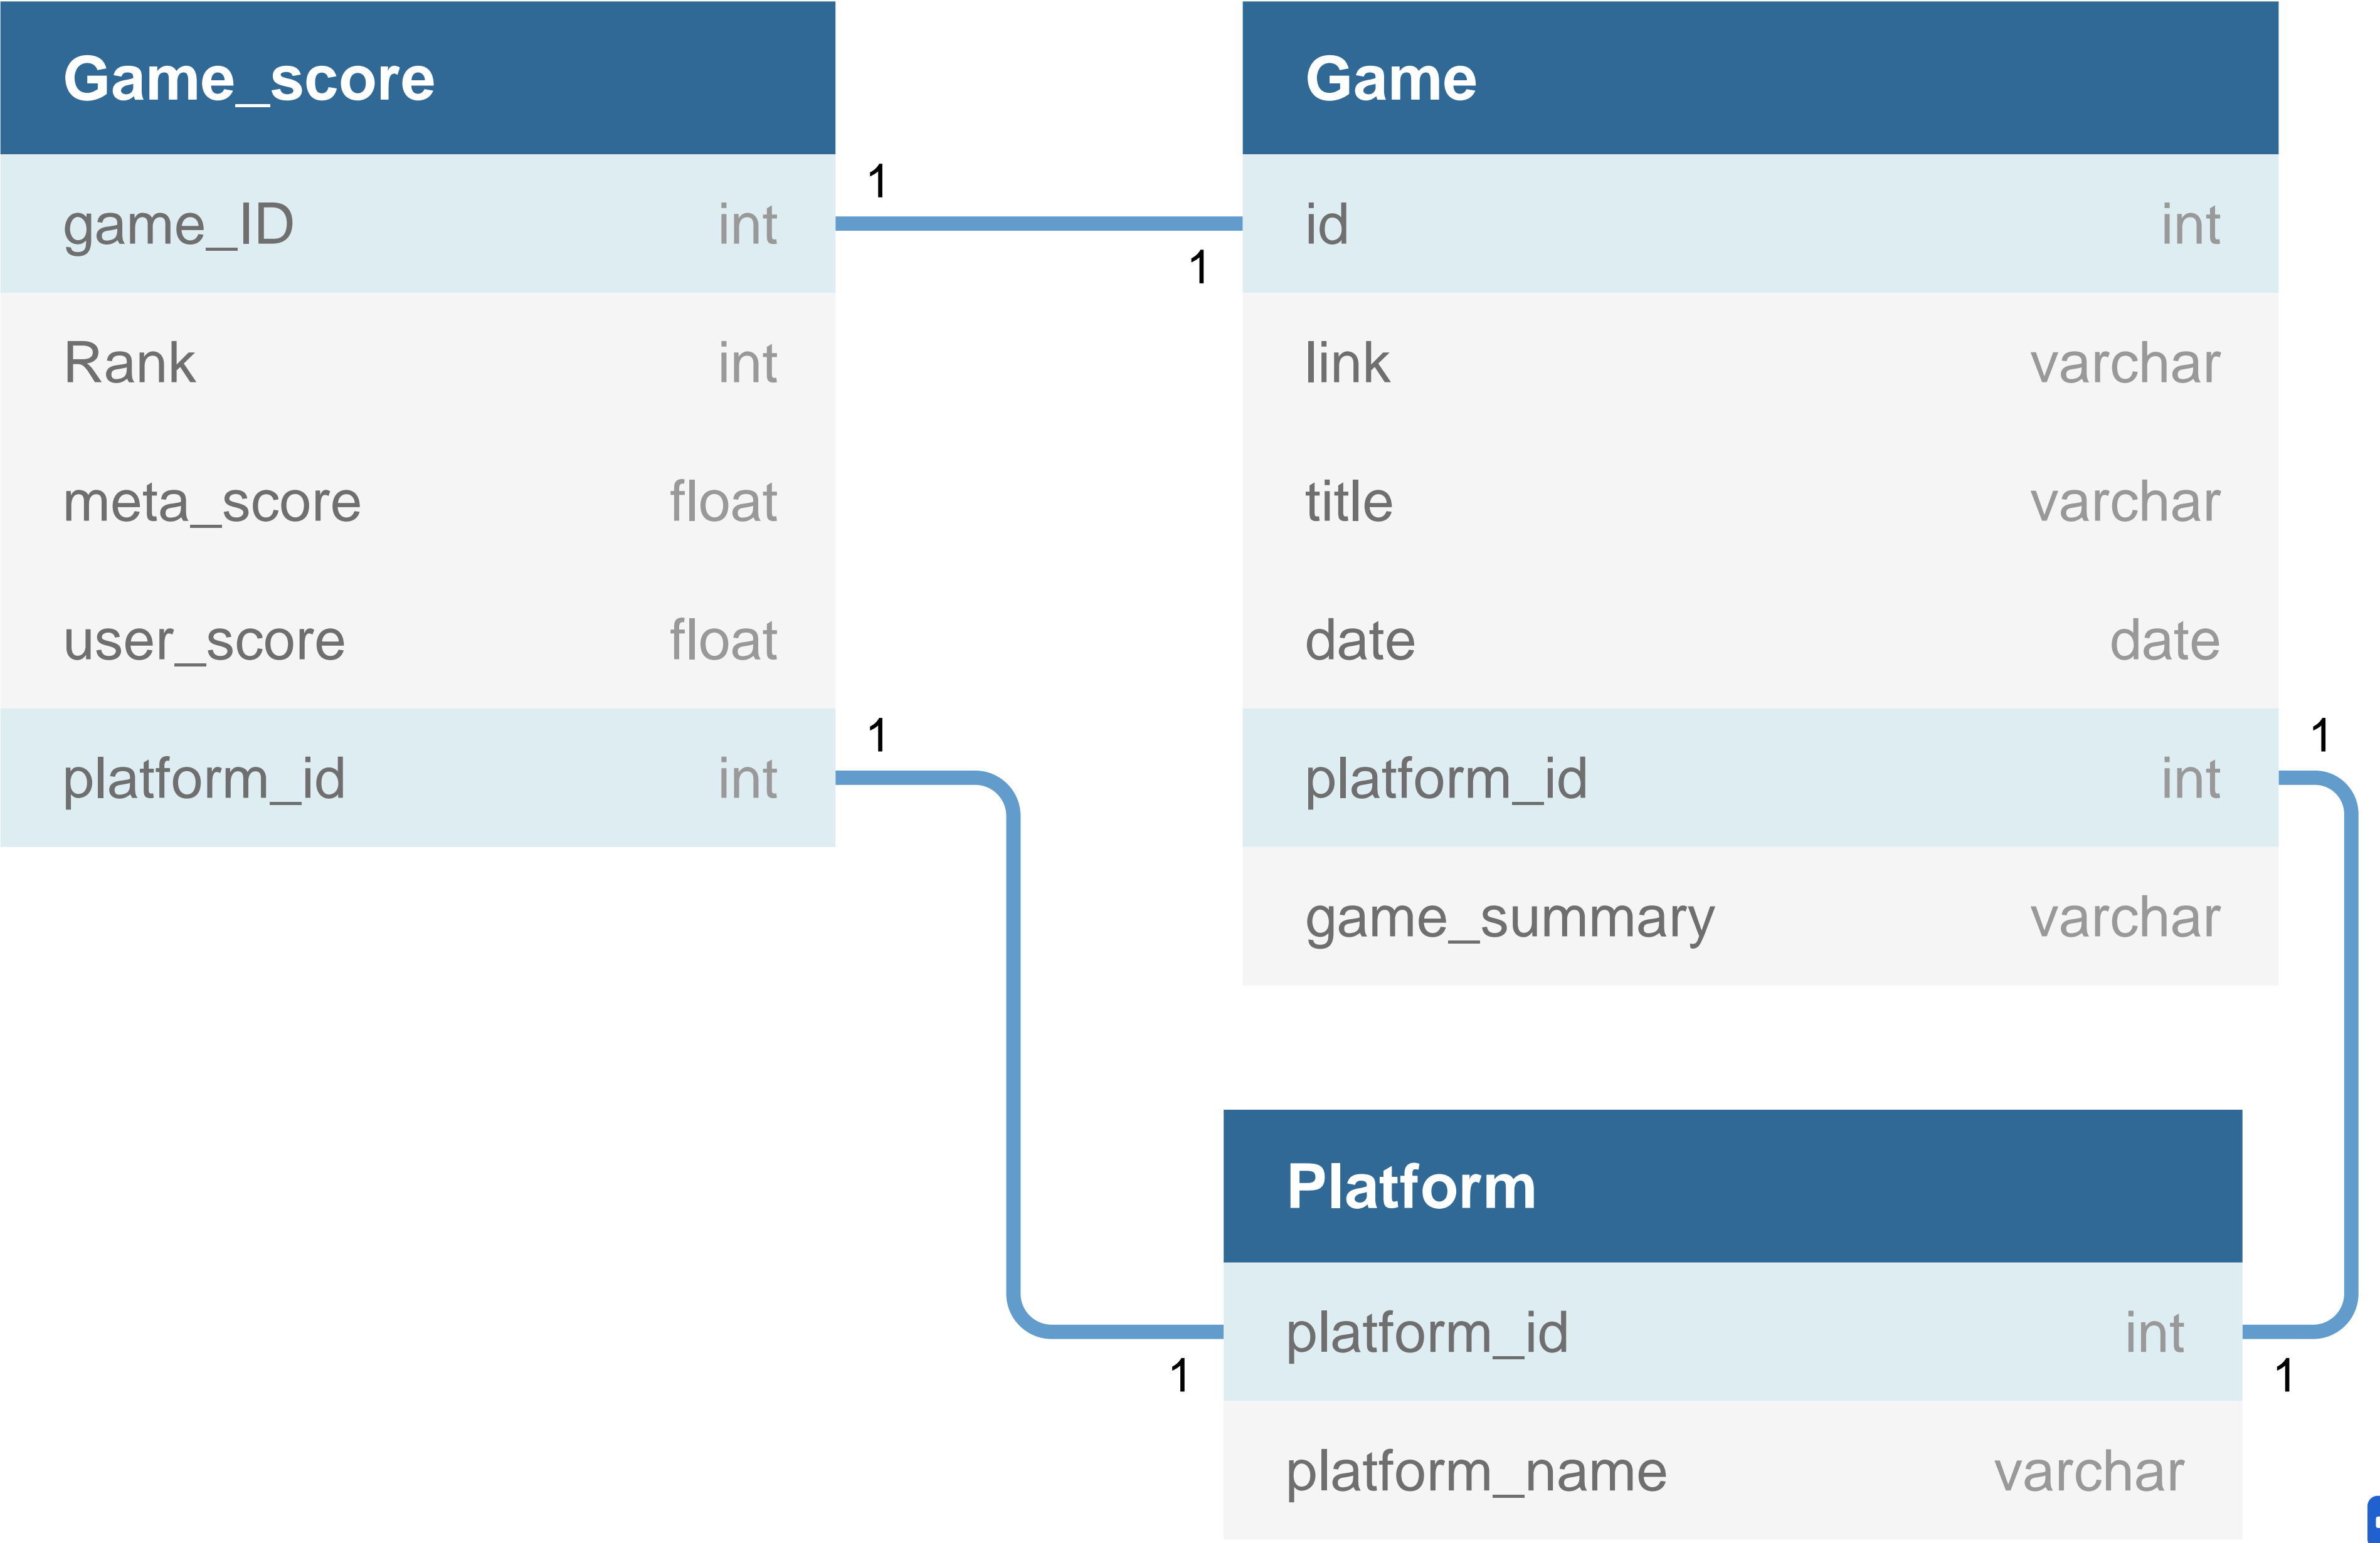 Game_score
game_ID int
Rank int
meta_score float
user_score float
platform_id int
1
1
1
1
Game
id int
link varchar
title varchar
date date
platform_id int
game_summary varchar
1
1
Platform
platform_id int
platform_name varchar